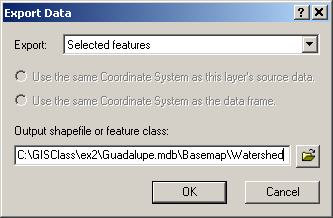 Export Data
Export: Selected features
Use the same Coordinate System as this layer's source data.
Use the same Coordinate System as the data frame.
Output shapefile or feature class:
C:\GISClass\ex2\Guadalupe.mdb\Basemap\Watershed
OK Cancel